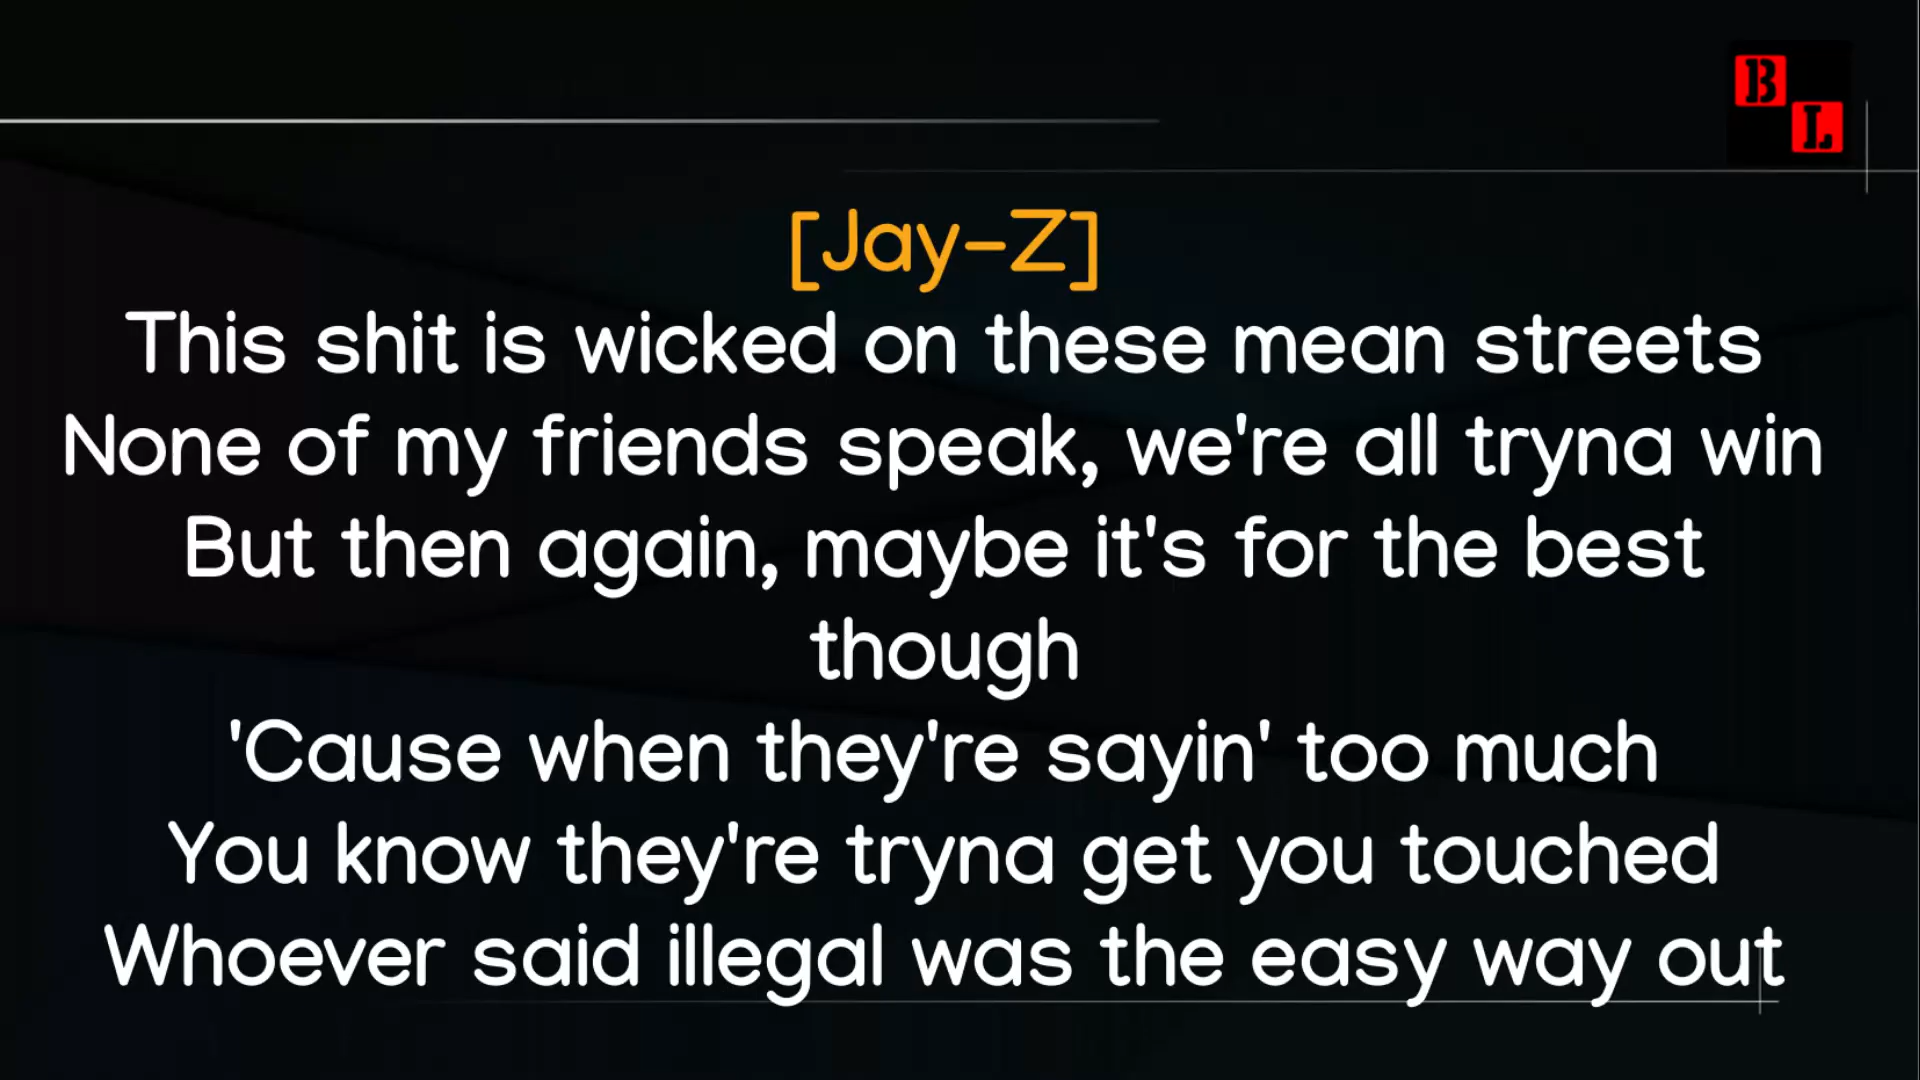 B
L
[Jay-Z]
This shit is wicked on these mean streets
None of my friends speak, we're all tryna win
But then again, maybe it's for the best
though
'Cause when they're sayin' too much
You know they're tryna get you touched
Whoever said illegal was the easy way out